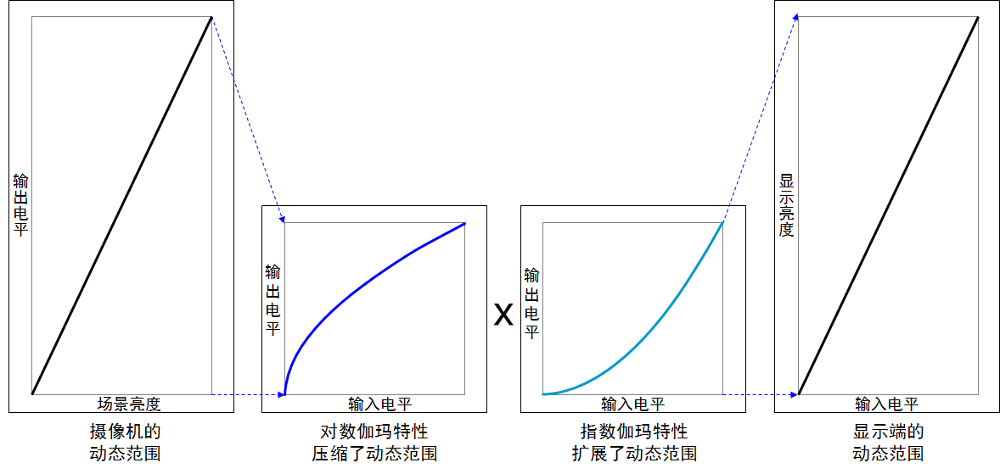 输出电平
场景亮度
摄像机的
动态范围
输出电平
输入电平
对数伽玛特性
压缩了动态范围
X
输出电平
输入电平
指数伽玛特性
扩展了动态范围
显示亮度
输入电平
显示端的
动态范围